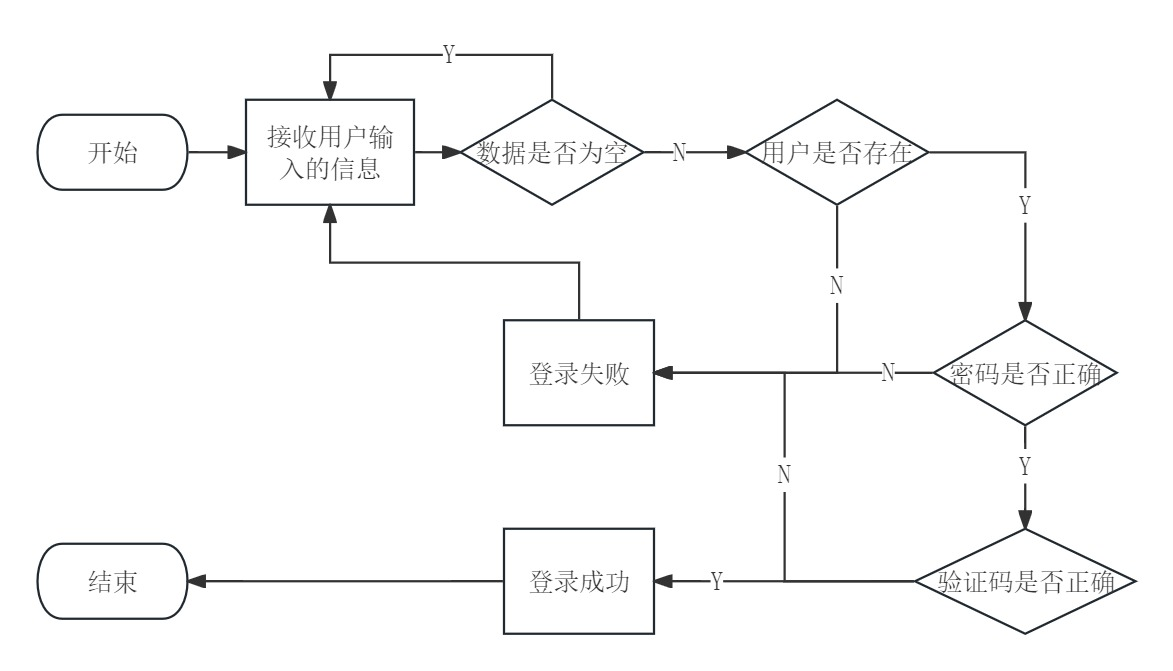 Y
开始
接收用户输
入的信息
数据是否为空
N
用户是否存在
Y
N
登录失败
N
密码是否正确
Y
N
结束
登录成功
Y
验证码是否正确